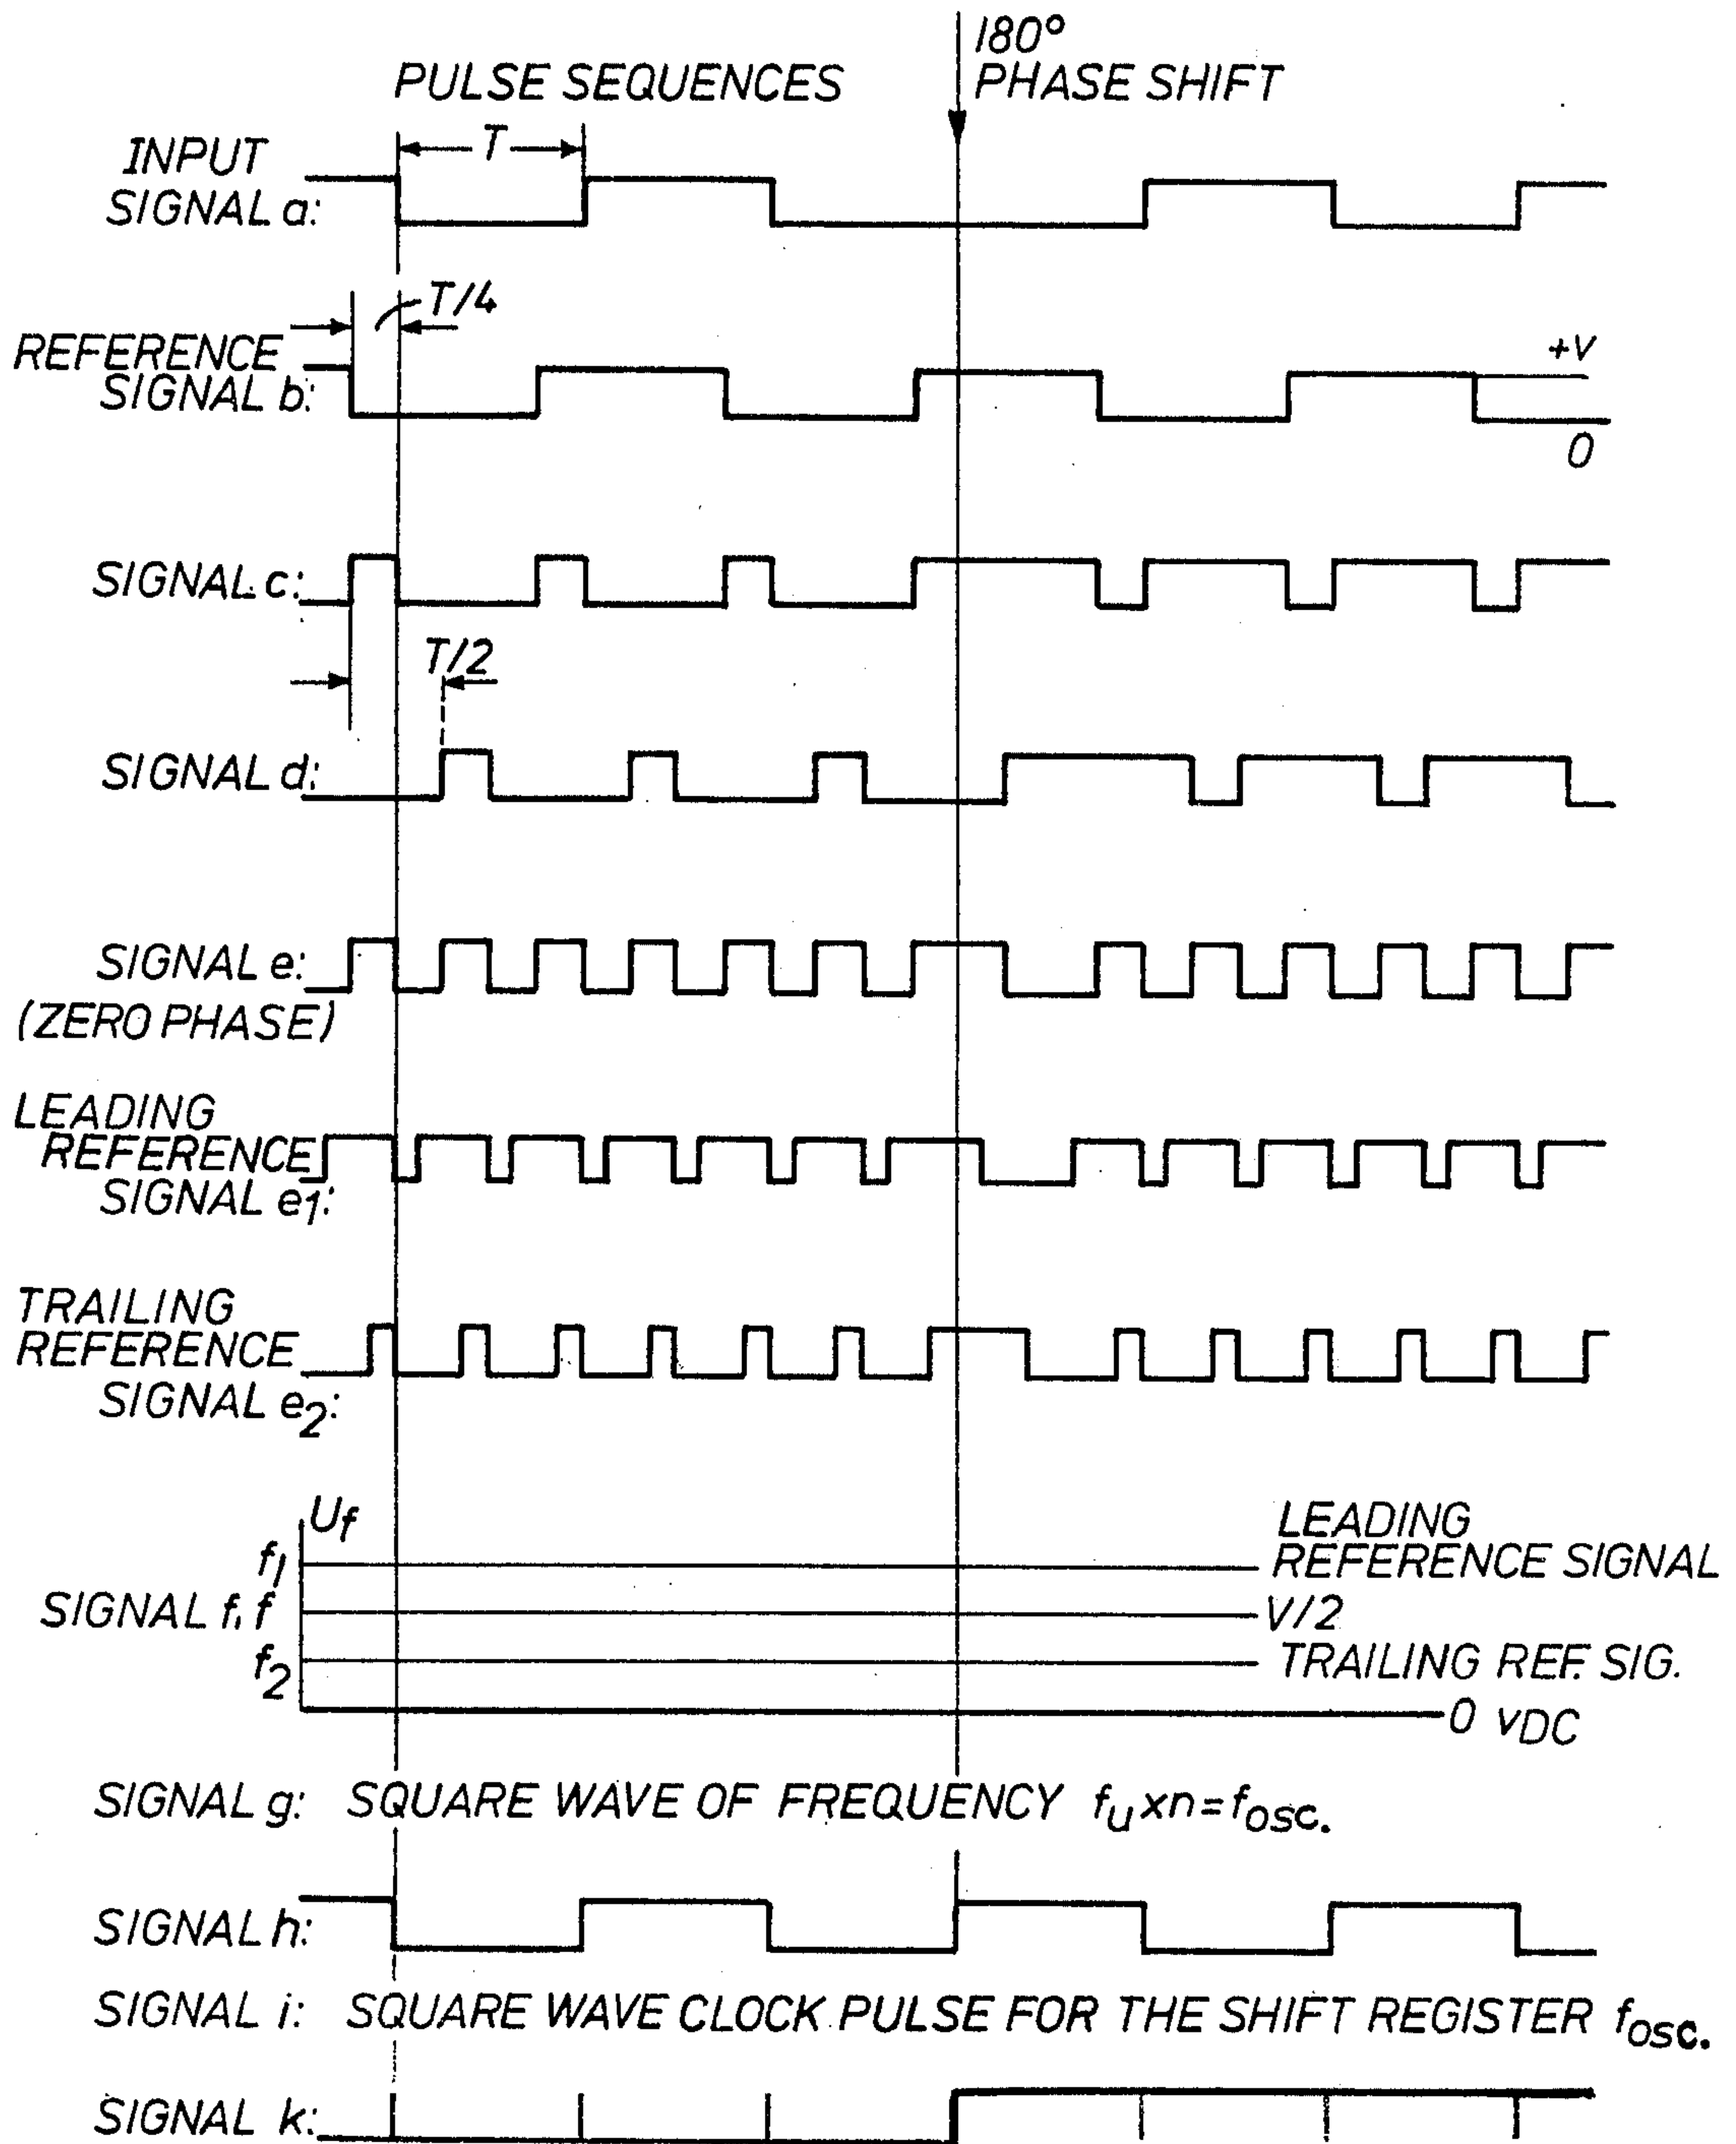 180°
PULSE SEQUENCES PHASE SHIFT
T
INPUT
SIGNAL a:
T/4
REFERENCE
SIGNAL b:
+V
0
SIGNAL c:
T/2
SIGNAL d:
SIGNAL e:
(ZERO PHASE)
LEADING
REFERENCE
SIGNAL e1:
TRAILING
REFERENCE
SIGNAL e2:
Uf
f1
SIGNAL f, f
f2
LEADING
REFERENCE SIGNAL
V/2
TRAILING REF. SIG.
0 VDC
SIGNAL g: SQUARE WAVE OF FREQUENCY fu x n = fosc.
SIGNAL h:
SIGNAL i: SQUARE WAVE CLOCK PULSE FOR THE SHIFT REGISTER fosc.
SIGNAL k: